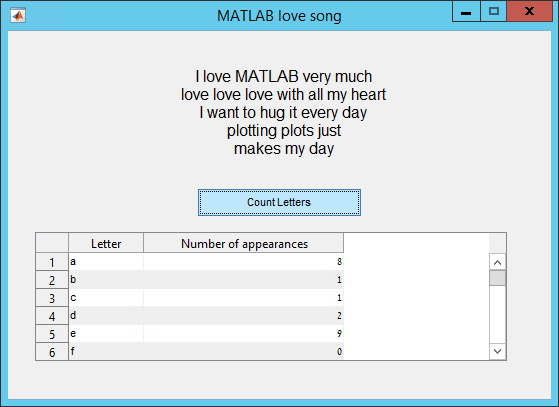 MATLAB love song
I love MATLAB very much
love love love with all my heart
I want to hug it every day
plotting plots just
makes my day
Count Letters
Letter Number of appearances
1 a 8
2 b 1
3 c 1
4 d 2
5 e 9
6 f 0